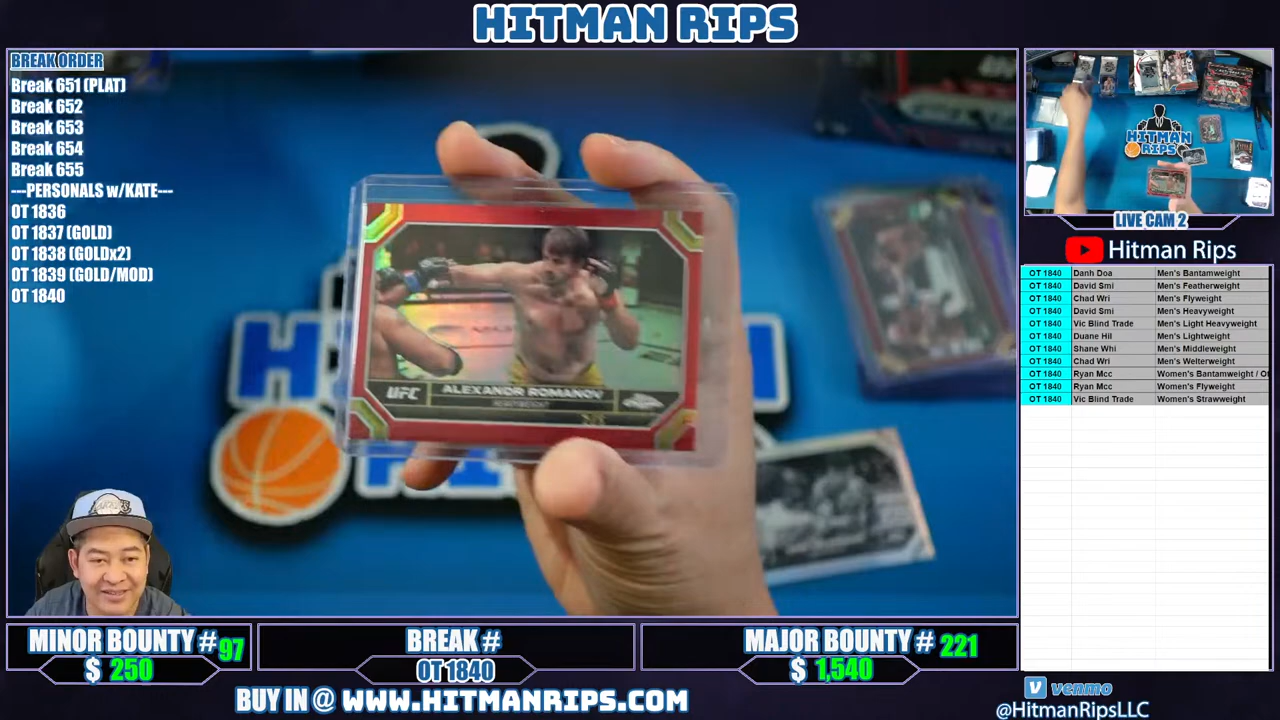 HITMAN RIPS
BREAK ORDER
Break 651 (PLAT)
Break 652
Break 653
Break 654
Break 655
---PERSONALS w/KATE---
OT 1836
OT 1837 (GOLD)
OT 1838 (GOLDx2)
OT 1839 (GOLD/MOD)
OT 1840
UFC ALEXANDR ROMANOV
HEAVYWEIGHT
HITMAN
RIPS
LIVE CAM 2
Hitman Rips
OT 1840 Danh Doa Men's Bantamweight
OT 1840 David Smi Men's Featherweight
OT 1840 Chad Wri Men's Flyweight
OT 1840 David Smi Men's Heavyweight
OT 1840 Vic Blind Trade Men's Light Heavyweight
OT 1840 Duane Hil Men's Lightweight
OT 1840 Shane Whi Men's Middleweight
OT 1840 Chad Wri Men's Welterweight
OT 1840 Ryan Mcc Women's Bantamweight / Ot
OT 1840 Ryan Mcc Women's Flyweight
OT 1840 Vic Blind Trade Women's Strawweight
MINOR BOUNTY # 97
$ 250
BREAK #
OT 1840
MAJOR BOUNTY # 221
$ 1,540
BUY IN @ WWW.HITMANRIPS.COM
venmo
@HitmanRipsLLC